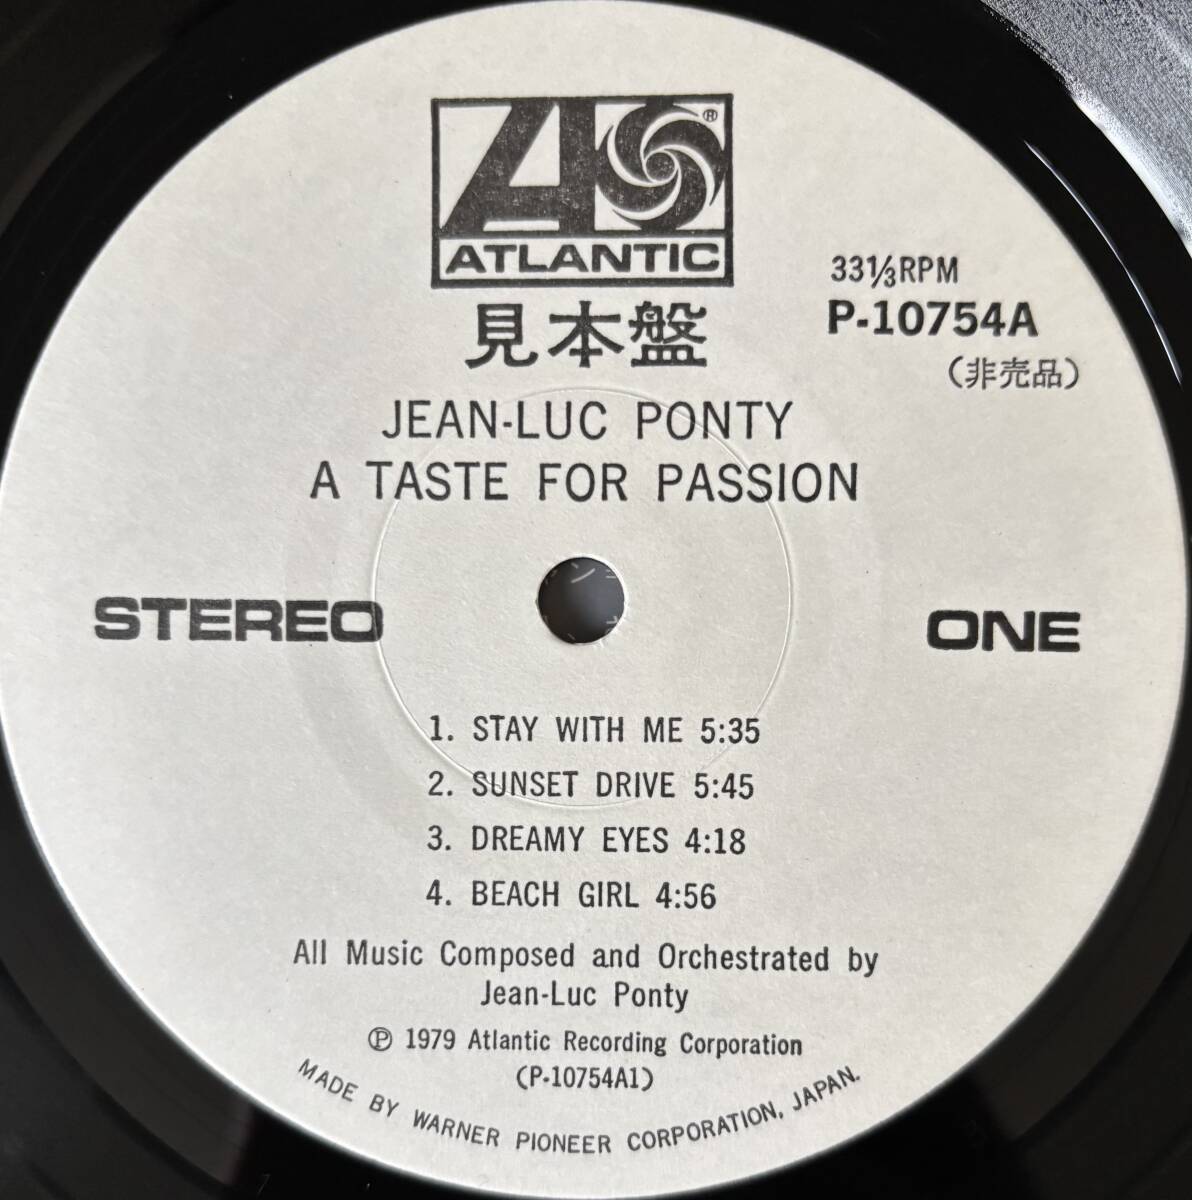 ®
ATLANTIC
見本盤
33⅓RPM
P-10754A
(非売品)
JEAN-LUC PONTY
A TASTE FOR PASSION
STEREO
ONE
1. STAY WITH ME 5:35
2. SUNSET DRIVE 5:45
3. DREAMY EYES 4:18
4. BEACH GIRL 4:56
All Music Composed and Orchestrated by
Jean-Luc Ponty
℗ 1979 Atlantic Recording Corporation
(P-10754A1)
MADE BY WARNER PIONEER CORPORATION, JAPAN.